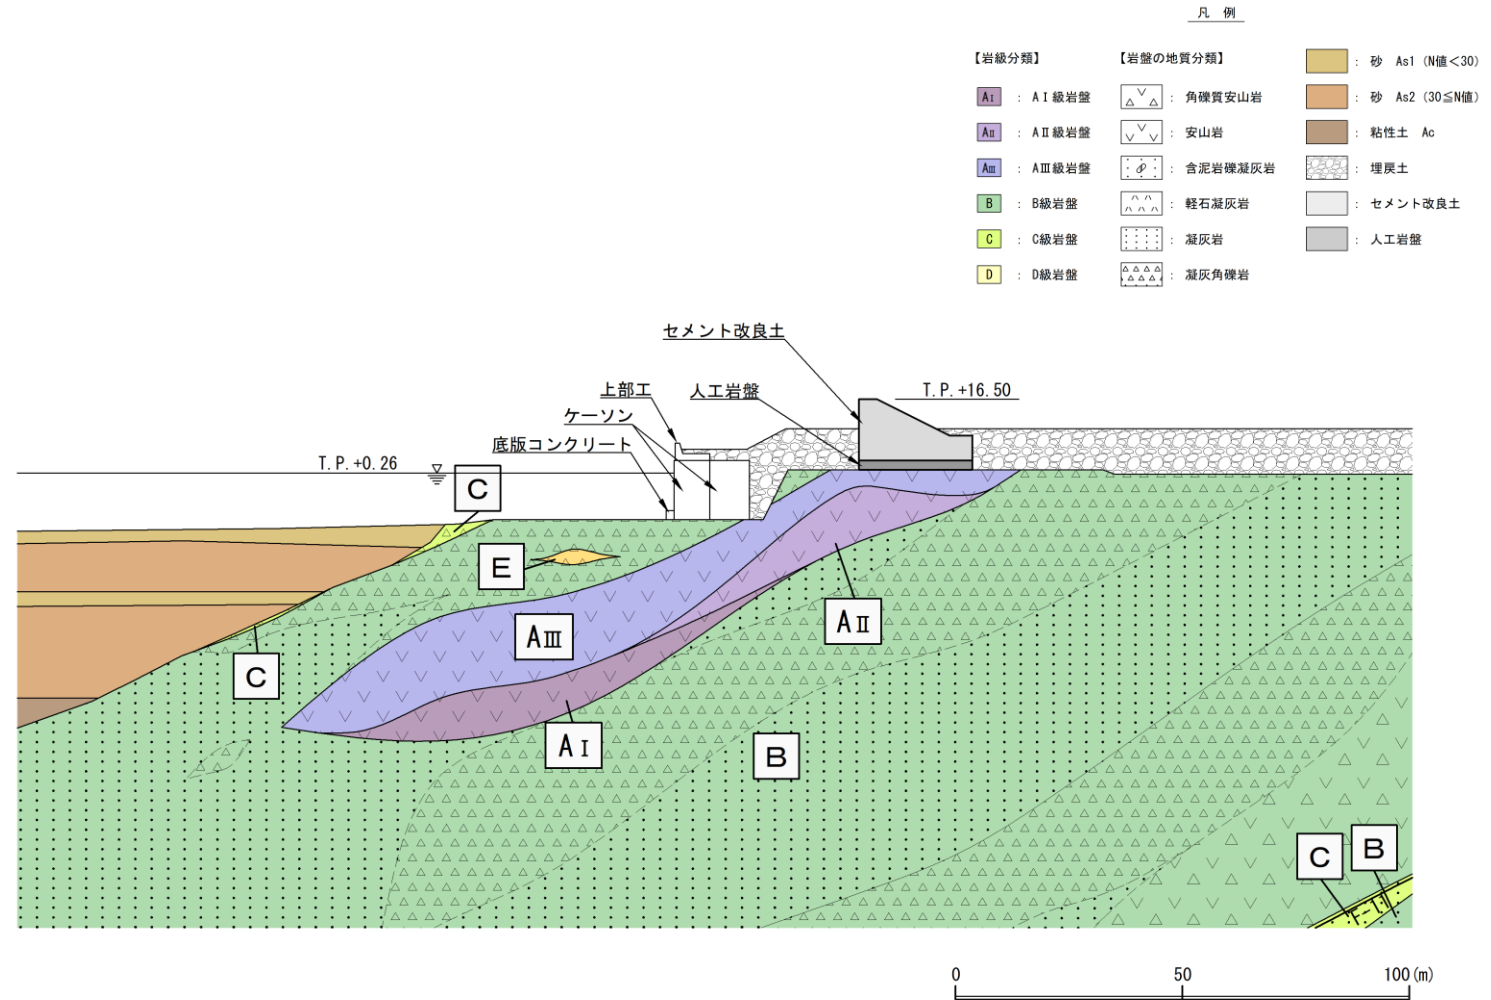 凡 例
【岩級分類】
AⅠ : AⅠ級岩盤
AⅡ : AⅡ級岩盤
AⅢ : AⅢ級岩盤
B : B級岩盤
C : C級岩盤
D : D級岩盤
【岩盤の地質分類】
: 角礫質安山岩
: 安山岩
: 含泥岩礫凝灰岩
: 軽石凝灰岩
: 凝灰岩
: 凝灰角礫岩
: 砂 As1 (N値<30)
: 砂 As2 (30≦N値)
: 粘性土 Ac
: 埋戻土
: セメント改良土
: 人工岩盤
セメント改良土
上部工
人工岩盤
T.P.+16.50
ケーソン
底版コンクリート
T.P.+0.26
C
E
AⅢ
AⅡ
C
AⅠ
B
C
B
0
50
100(m)